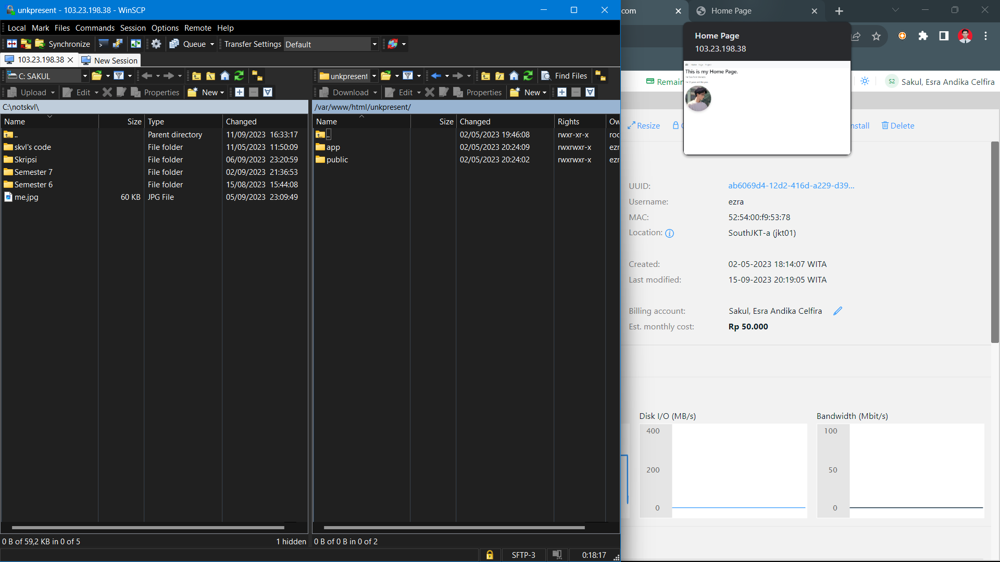 unkpresent - 103.23.198.38 - WinSCP
Local Mark Files Commands Session Options Remote Help
Synchronize Queue Transfer Settings Default
103.23.198.38 New Session
C: SAKUL
Upload Edit Properties New
C:\notskvl\
Name Size Type Changed
.. Parent directory 11/09/2023 16:33:17
skvl's code File folder 11/05/2023 11:50:09
Skripsi File folder 06/09/2023 23:20:59
Semester 7 File folder 02/09/2023 21:36:53
Semester 6 File folder 15/08/2023 15:44:08
me.jpg 60 KB JPG File 05/09/2023 23:09:49
0 B of 59,2 KB in 0 of 5 1 hidden
unkpresent Find Files
Download Edit Properties New
/var/www/html/unkpresent/
Name Size Changed Rights Ow
.. 02/05/2023 19:46:08 rwxr-xr-x roo
app 02/05/2023 20:24:09 rwxrwxr-x ezr
public 02/05/2023 20:24:02 rwxrwxr-x ezr
0 B of 0 B in 0 of 2
SFTP-3 0:18:17
com Home Page
Home Page
103.23.198.38
This is my Home Page.
Remain S2 Sakul, Esra Andika Celfira
Resize nstall Delete
UUID: ab6069d4-12d2-416d-a229-d39...
Username: ezra
MAC: 52:54:00:f9:53:78
Location: SouthJKT-a (jkt01)
Created: 02-05-2023 18:14:07 WITA
Last modified: 15-09-2023 20:19:05 WITA
Billing account: Sakul, Esra Andika Celfira
Est. monthly cost: Rp 50.000
Disk I/O (MB/s)
400
200
0
Bandwidth (Mbit/s)
100
50
0